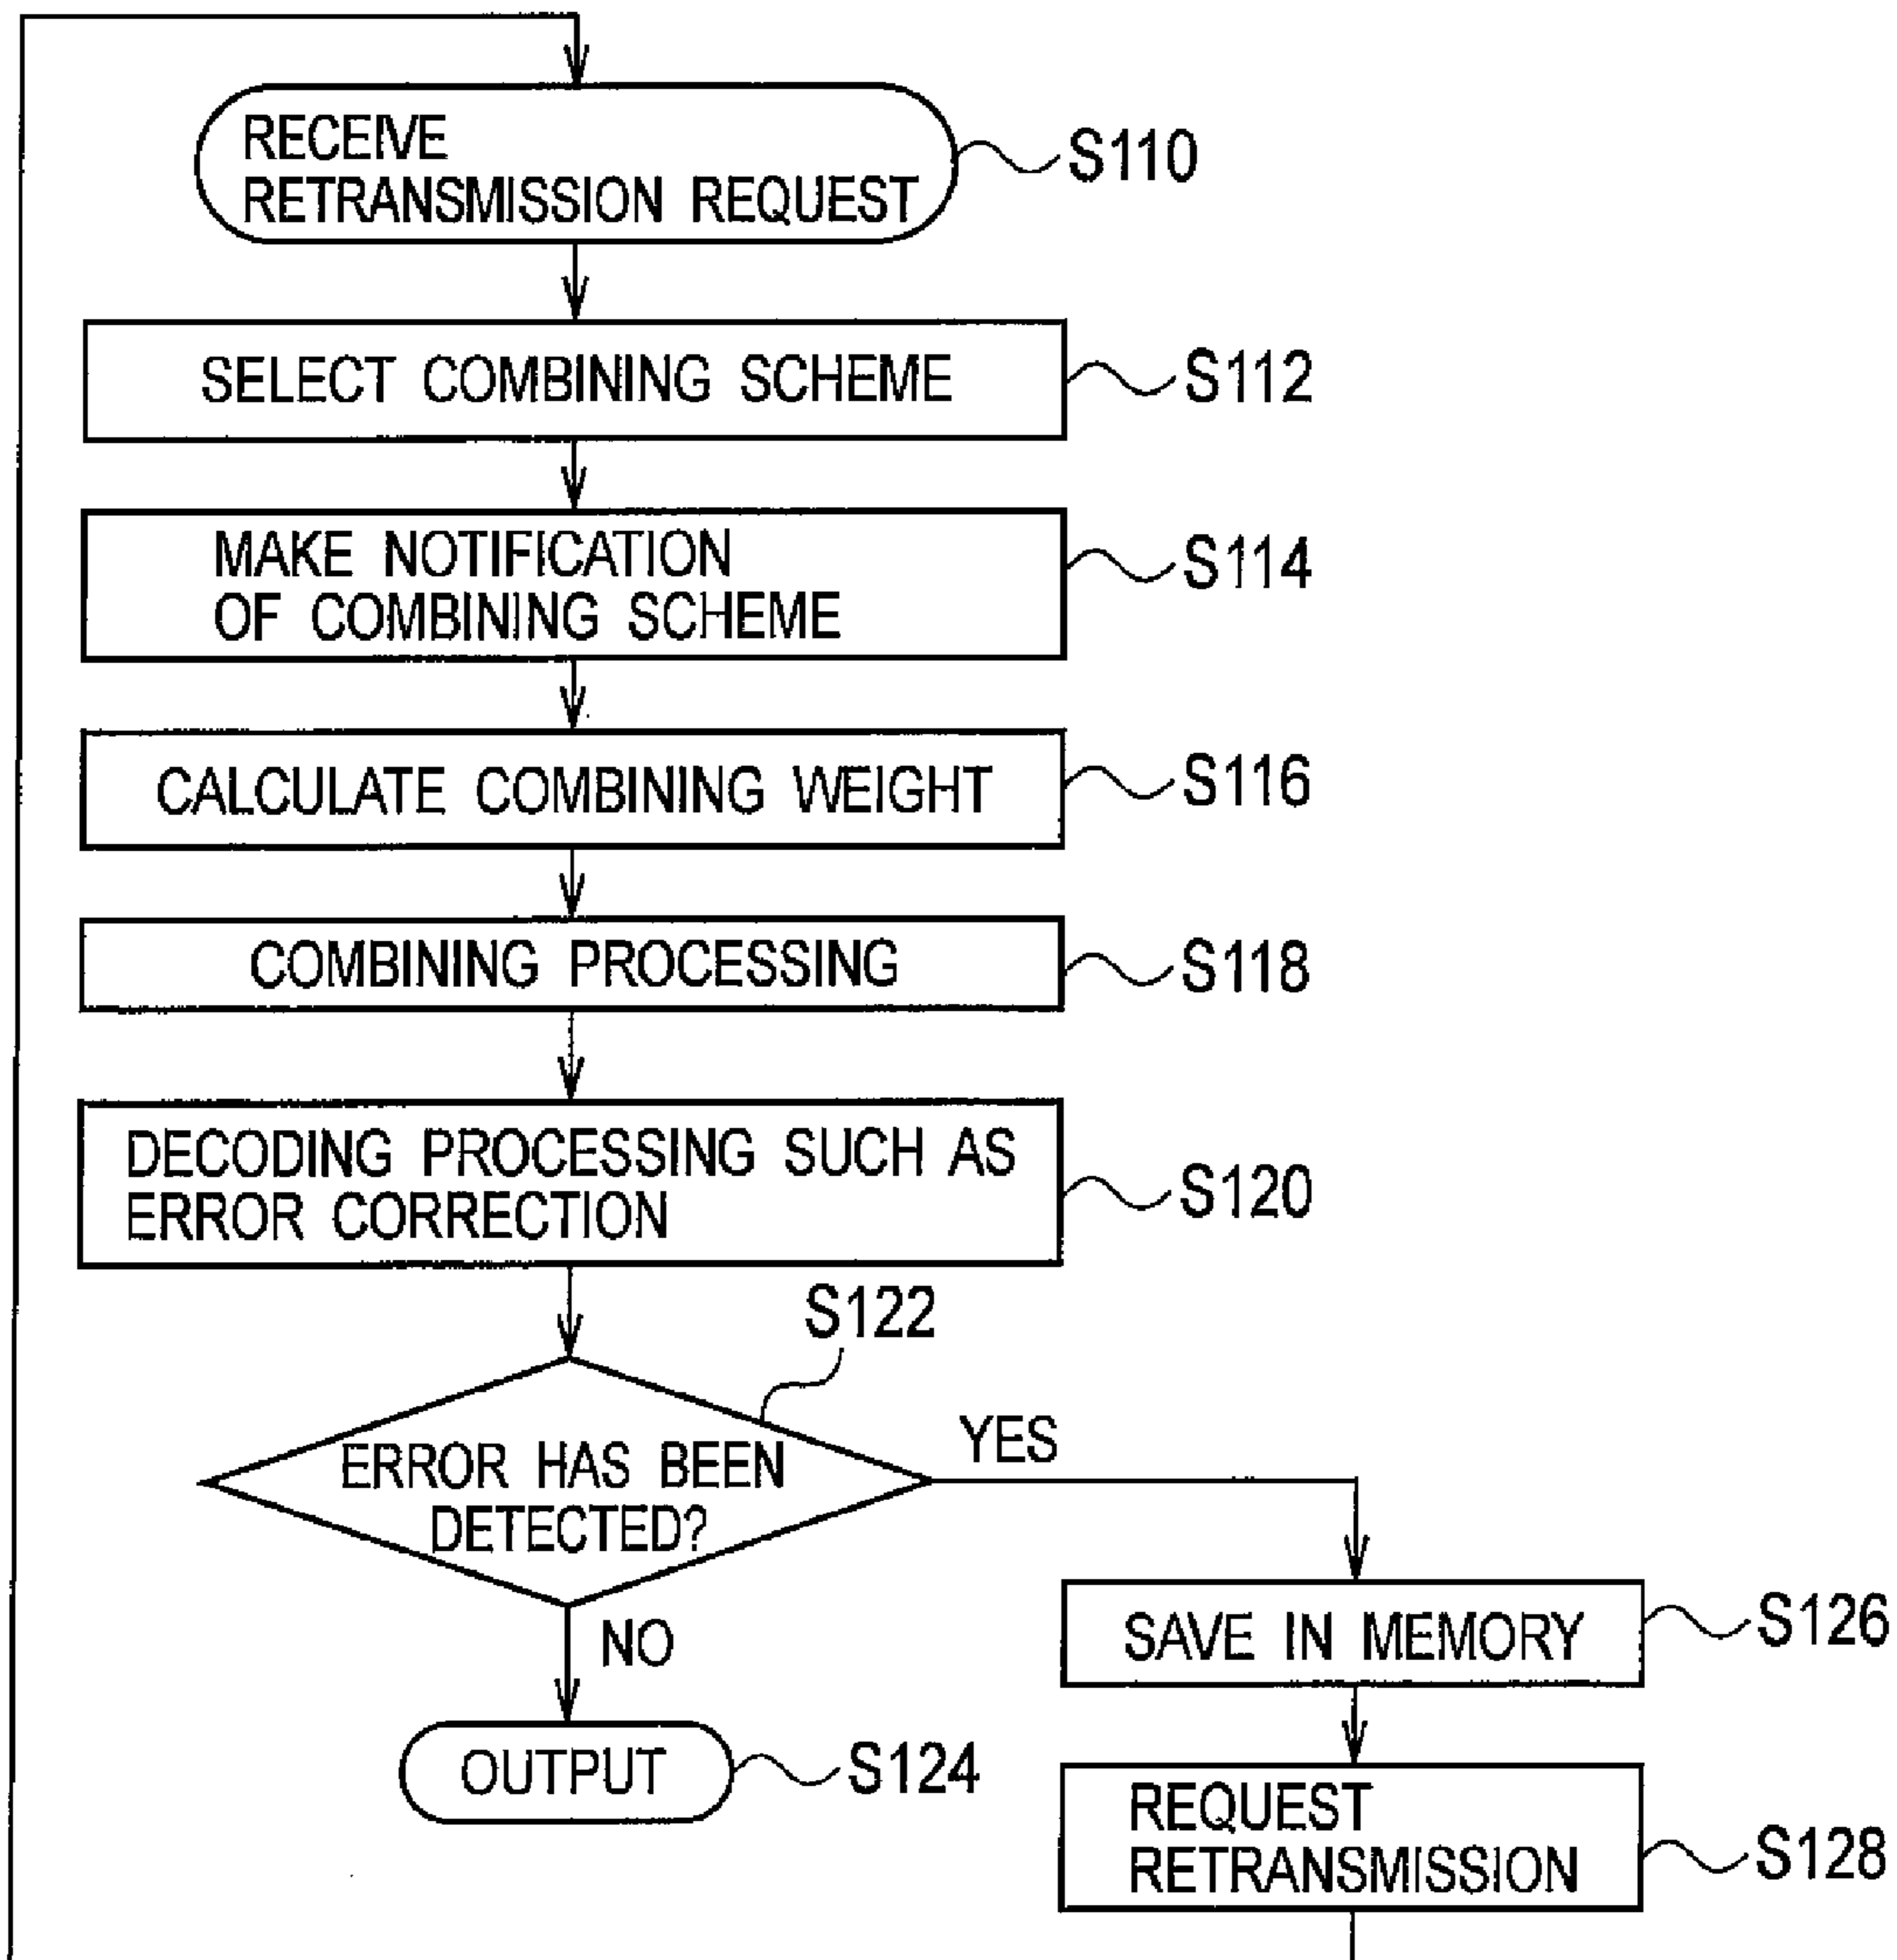 RECEIVE
RETRANSMISSION REQUEST
S110
SELECT COMBINING SCHEME
S112
MAKE NOTIFICATION
OF COMBINING SCHEME
S114
CALCULATE COMBINING WEIGHT
S116
COMBINING PROCESSING
S118
DECODING PROCESSING SUCH AS
ERROR CORRECTION
S120
S122
ERROR HAS BEEN
DETECTED?
YES
NO
SAVE IN MEMORY
S126
OUTPUT
S124
REQUEST
RETRANSMISSION
S128